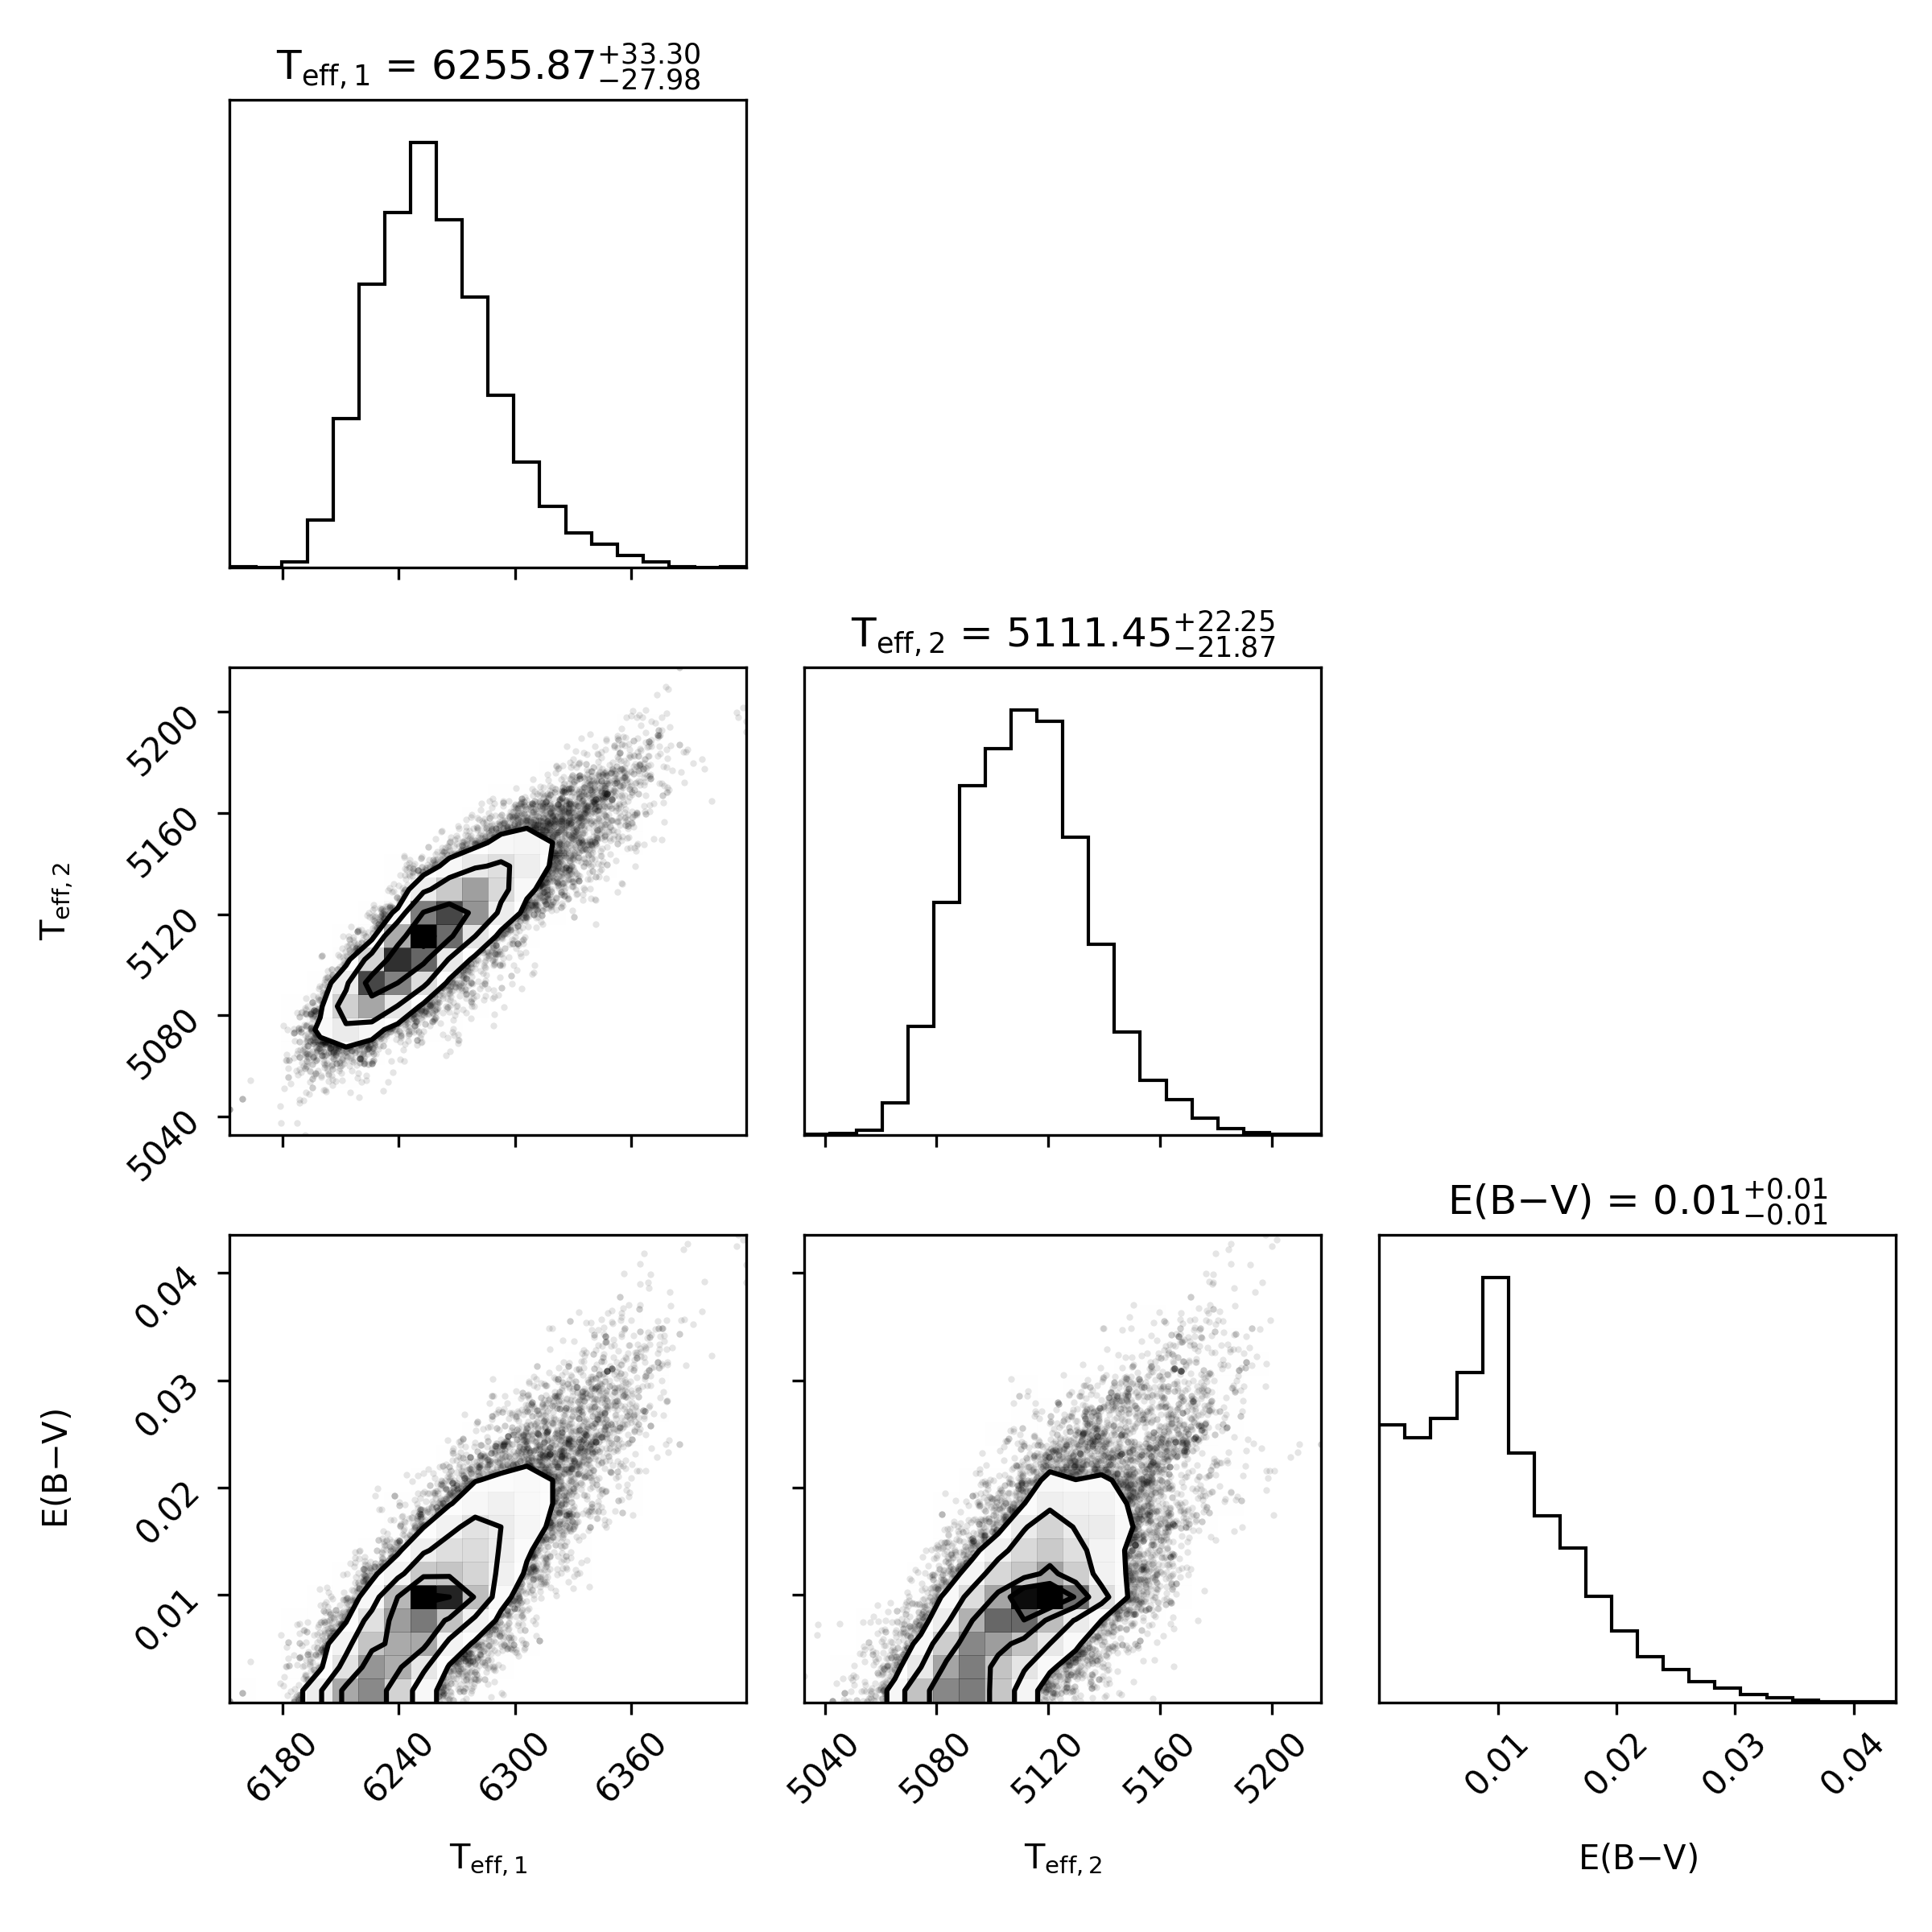 T_eff,1 = 6255.87 +33.30 −27.98
T_eff,2 = 5111.45 +22.25 −21.87
5200
5160
5120
5080
5040
T_eff,2
E(B−V) = 0.01 +0.01 −0.01
0.04
0.03
0.02
0.01
E(B−V)
6180 6240 6300 6360
5040 5080 5120 5160 5200
0.01 0.02 0.03 0.04
T_eff,1
T_eff,2
E(B−V)